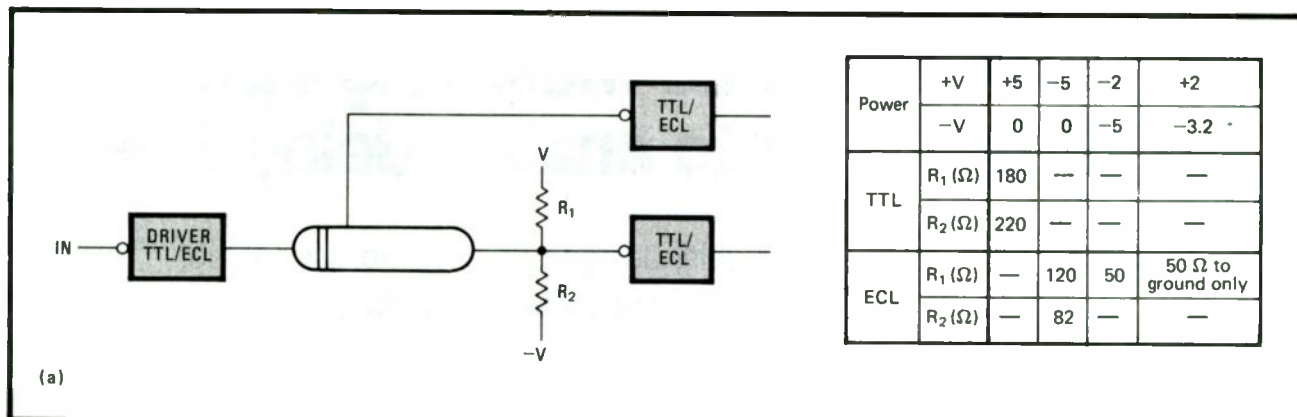 TTL/
ECL
V
R₁
IN
DRIVER
TTL/ECL
TTL/
ECL
R₂
−V
(a)
Power +V +5 −5 −2 +2
−V 0 0 −5 −3.2
TTL R₁ (Ω) 180 — — —
R₂ (Ω) 220 — — —
ECL R₁ (Ω) — 120 50 50 Ω to
ground only
R₂ (Ω) — 82 — —